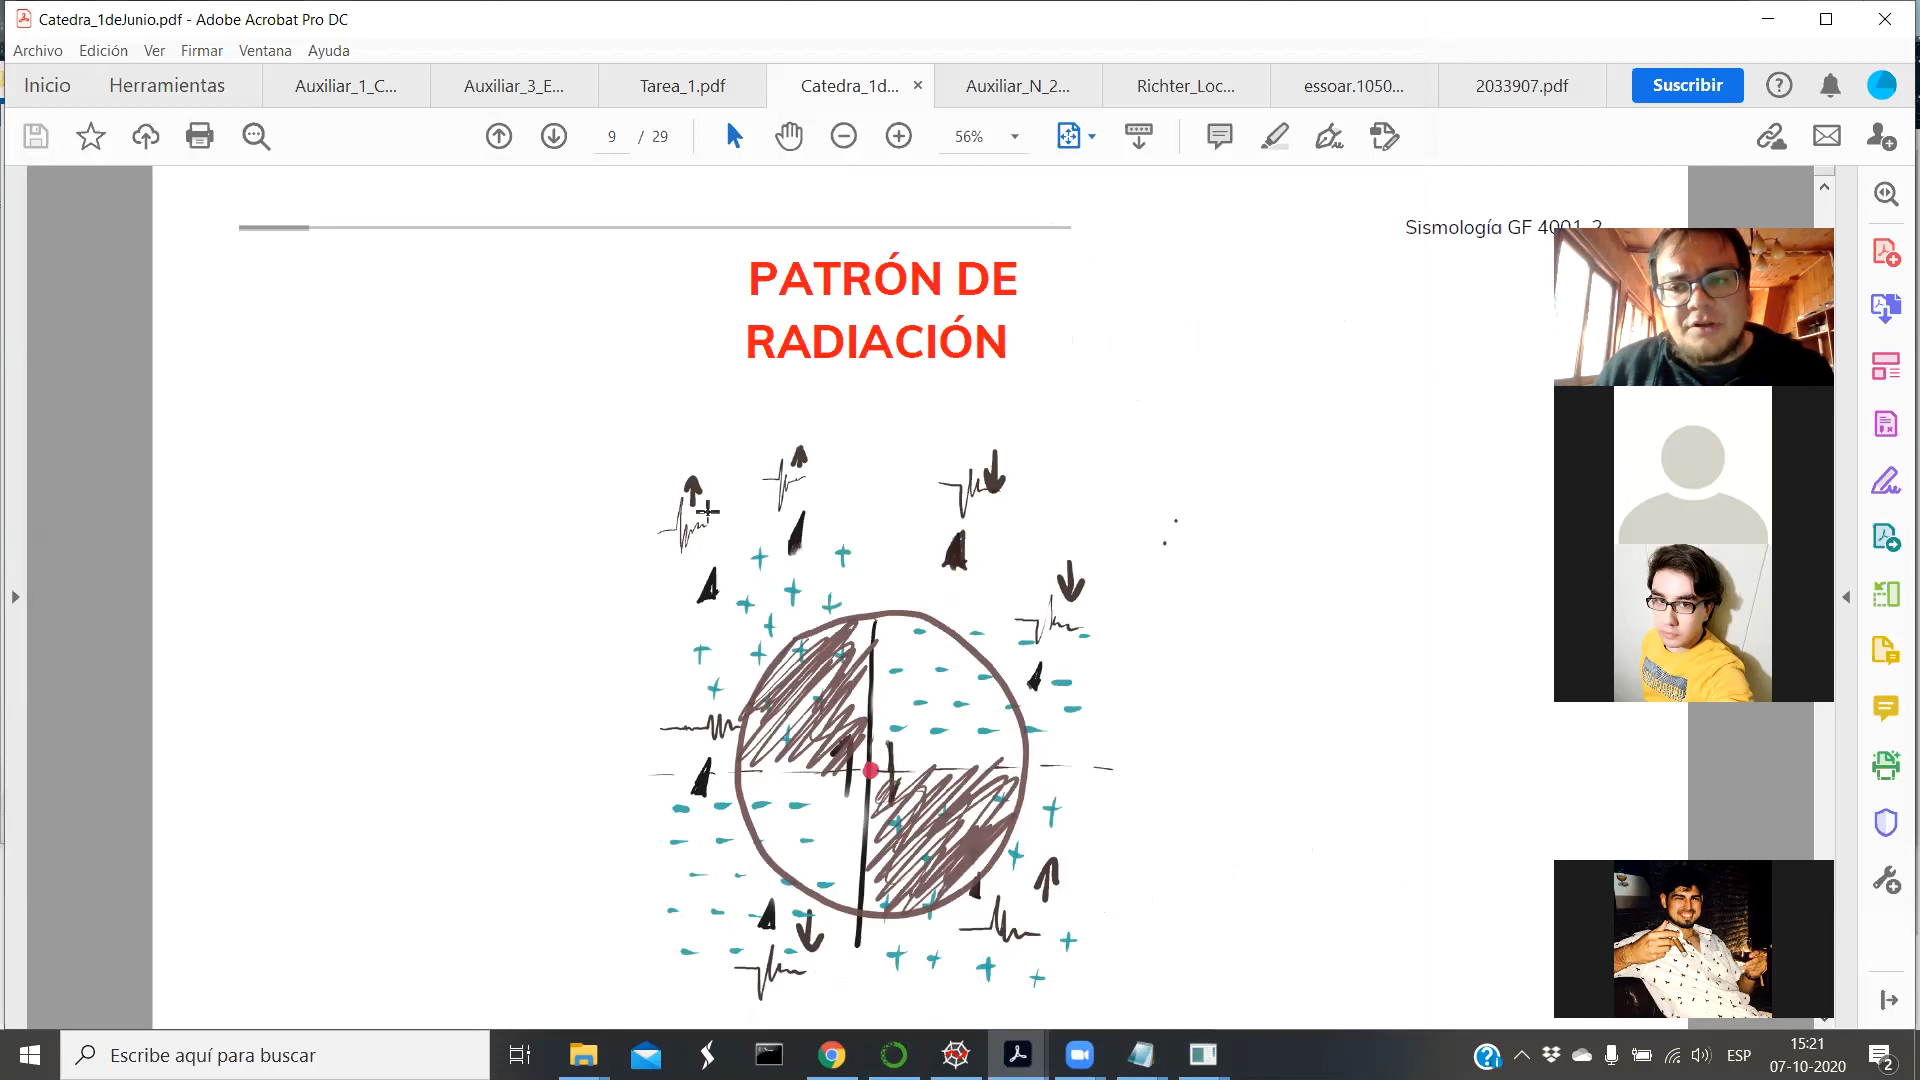 Catedra_1deJunio.pdf - Adobe Acrobat Pro DC
Archivo Edición Ver Firmar Ventana Ayuda
Inicio Herramientas Auxiliar_1_C... Auxiliar_3_E... Tarea_1.pdf Catedra_1d... Auxiliar_N_2... Richter_Loc... essoar.1050... 2033907.pdf Suscribir
9 / 29 56%
Sismología GF 4001-2
PATRÓN DE
RADIACIÓN
Escribe aquí para buscar
ESP
15:21
07-10-2020
2